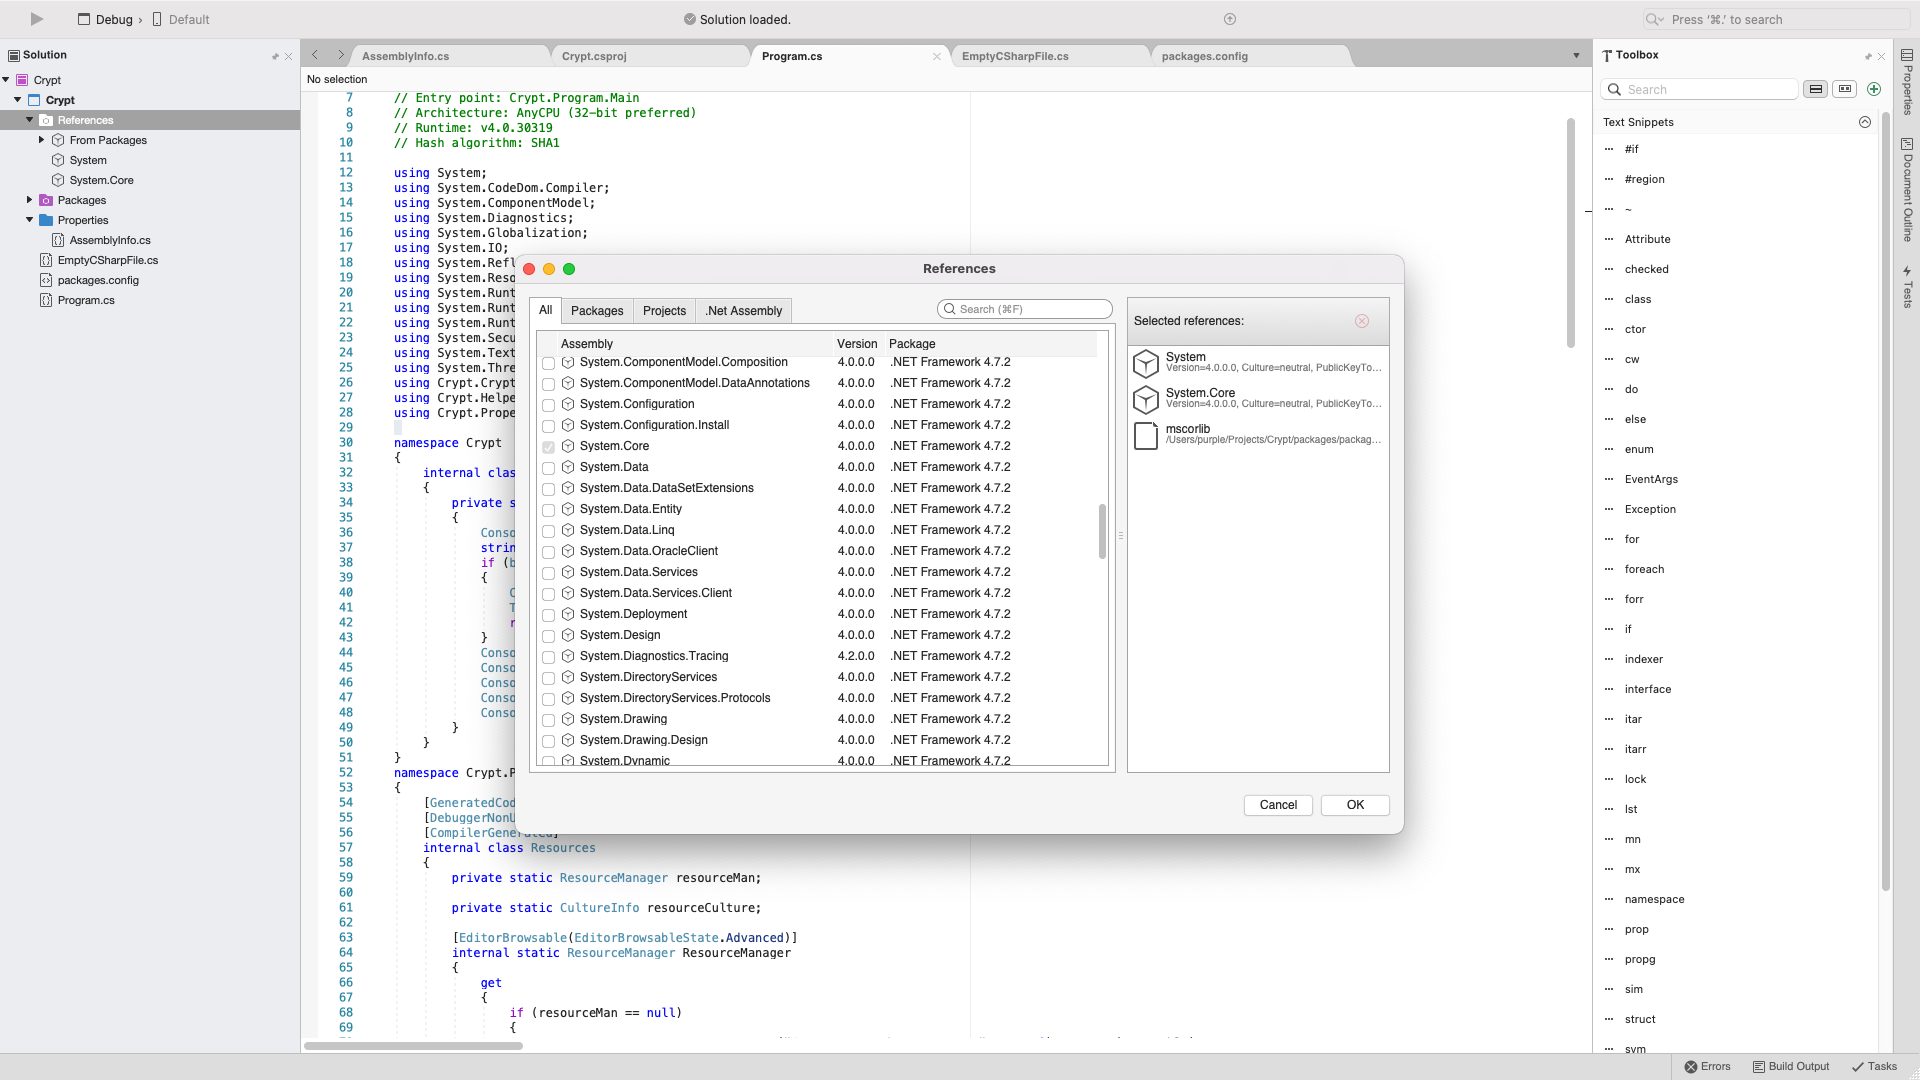 Debug › Default
Solution loaded.
Press ‘⌘.’ to search
Solution
Crypt
Crypt
References
From Packages
System
System.Core
Packages
Properties
AssemblyInfo.cs
EmptyCSharpFile.cs
packages.config
Program.cs
AssemblyInfo.cs
Crypt.csproj
Program.cs
EmptyCSharpFile.cs
packages.config
No selection
7 // Entry point: Crypt.Program.Main
8 // Architecture: AnyCPU (32-bit preferred)
9 // Runtime: v4.0.30319
10 // Hash algorithm: SHA1
11
12 using System;
13 using System.CodeDom.Compiler;
14 using System.ComponentModel;
15 using System.Diagnostics;
16 using System.Globalization;
17 using System.IO;
18 using System.Refl
19 using System.Reso
20 using System.Runt
21 using System.Runt
22 using System.Runt
23 using System.Secu
24 using System.Text
25 using System.Thre
26 using Crypt.Crypt
27 using Crypt.Helpe
28 using Crypt.Prope
29
30 namespace Crypt
31 {
32 internal clas
33 {
34 private s
35 {
36 Conso
37 strin
38 if (b
39 {
40 C
41 T
42 r
43 }
44 Conso
45 Conso
46 Conso
47 Conso
48 Conso
49 }
50 }
51 }
52 namespace Crypt.P
53 {
54 [GeneratedCod
55 [DebuggerNonU
56 [CompilerGenerated]
57 internal class Resources
58 {
59 private static ResourceManager resourceMan;
60
61 private static CultureInfo resourceCulture;
62
63 [EditorBrowsable(EditorBrowsableState.Advanced)]
64 internal static ResourceManager ResourceManager
65 {
66 get
67 {
68 if (resourceMan == null)
69 {
References
All Packages Projects .Net Assembly
Search (⌘F)
Assembly Version Package
System.ComponentModel.Composition 4.0.0.0 .NET Framework 4.7.2
System.ComponentModel.DataAnnotations 4.0.0.0 .NET Framework 4.7.2
System.Configuration 4.0.0.0 .NET Framework 4.7.2
System.Configuration.Install 4.0.0.0 .NET Framework 4.7.2
System.Core 4.0.0.0 .NET Framework 4.7.2
System.Data 4.0.0.0 .NET Framework 4.7.2
System.Data.DataSetExtensions 4.0.0.0 .NET Framework 4.7.2
System.Data.Entity 4.0.0.0 .NET Framework 4.7.2
System.Data.Linq 4.0.0.0 .NET Framework 4.7.2
System.Data.OracleClient 4.0.0.0 .NET Framework 4.7.2
System.Data.Services 4.0.0.0 .NET Framework 4.7.2
System.Data.Services.Client 4.0.0.0 .NET Framework 4.7.2
System.Deployment 4.0.0.0 .NET Framework 4.7.2
System.Design 4.0.0.0 .NET Framework 4.7.2
System.Diagnostics.Tracing 4.2.0.0 .NET Framework 4.7.2
System.DirectoryServices 4.0.0.0 .NET Framework 4.7.2
System.DirectoryServices.Protocols 4.0.0.0 .NET Framework 4.7.2
System.Drawing 4.0.0.0 .NET Framework 4.7.2
System.Drawing.Design 4.0.0.0 .NET Framework 4.7.2
System.Dynamic 4.0.0.0 .NET Framework 4.7.2
Selected references:
System
Version=4.0.0.0, Culture=neutral, PublicKeyTo...
System.Core
Version=4.0.0.0, Culture=neutral, PublicKeyTo...
mscorlib
/Users/purple/Projects/Crypt/packages/packag...
Cancel OK
Toolbox
Search
Text Snippets
#if
#region
~
Attribute
checked
class
ctor
cw
do
else
enum
EventArgs
Exception
for
foreach
forr
if
indexer
interface
itar
itarr
lock
lst
mn
mx
namespace
prop
propg
sim
struct
svm
Properties
Document Outline
Tests
Errors
Build Output
Tasks